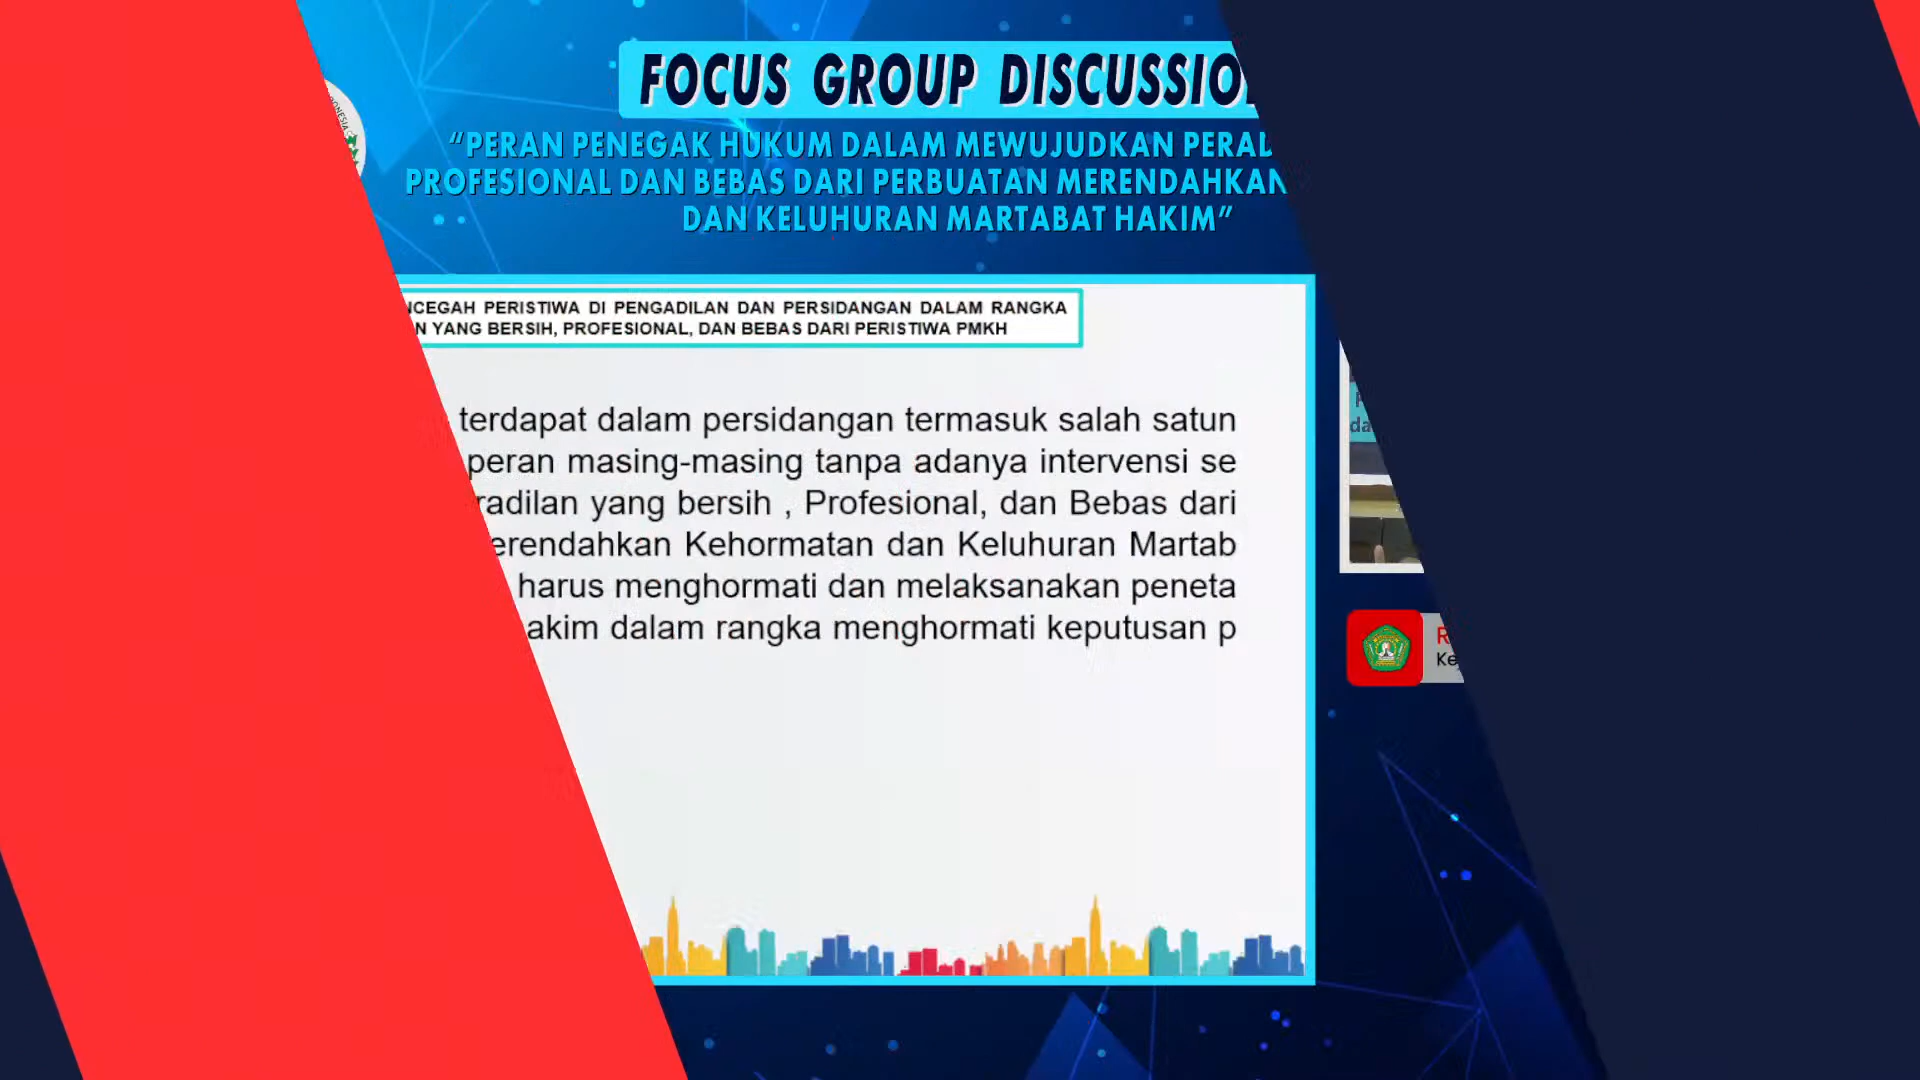 FOCUS GROUP DISCUSSIO
“PERAN PENEGAK HUKUM DALAM MEWUJUDKAN PERAD
PROFESIONAL DAN BEBAS DARI PERBUATAN MERENDAHKAN
DAN KELUHURAN MARTABAT HAKIM”
NCEGAH PERISTIWA DI PENGADILAN DAN PERSIDANGAN DALAM RANGKA
N YANG BERSIH, PROFESIONAL, DAN BEBAS DARI PERISTIWA PMKH
terdapat dalam persidangan termasuk salah satun
peran masing-masing tanpa adanya intervensi se
radilan yang bersih , Profesional, dan Bebas dari
erendahkan Kehormatan dan Keluhuran Martab
harus menghormati dan melaksanakan peneta
akim dalam rangka menghormati keputusan p